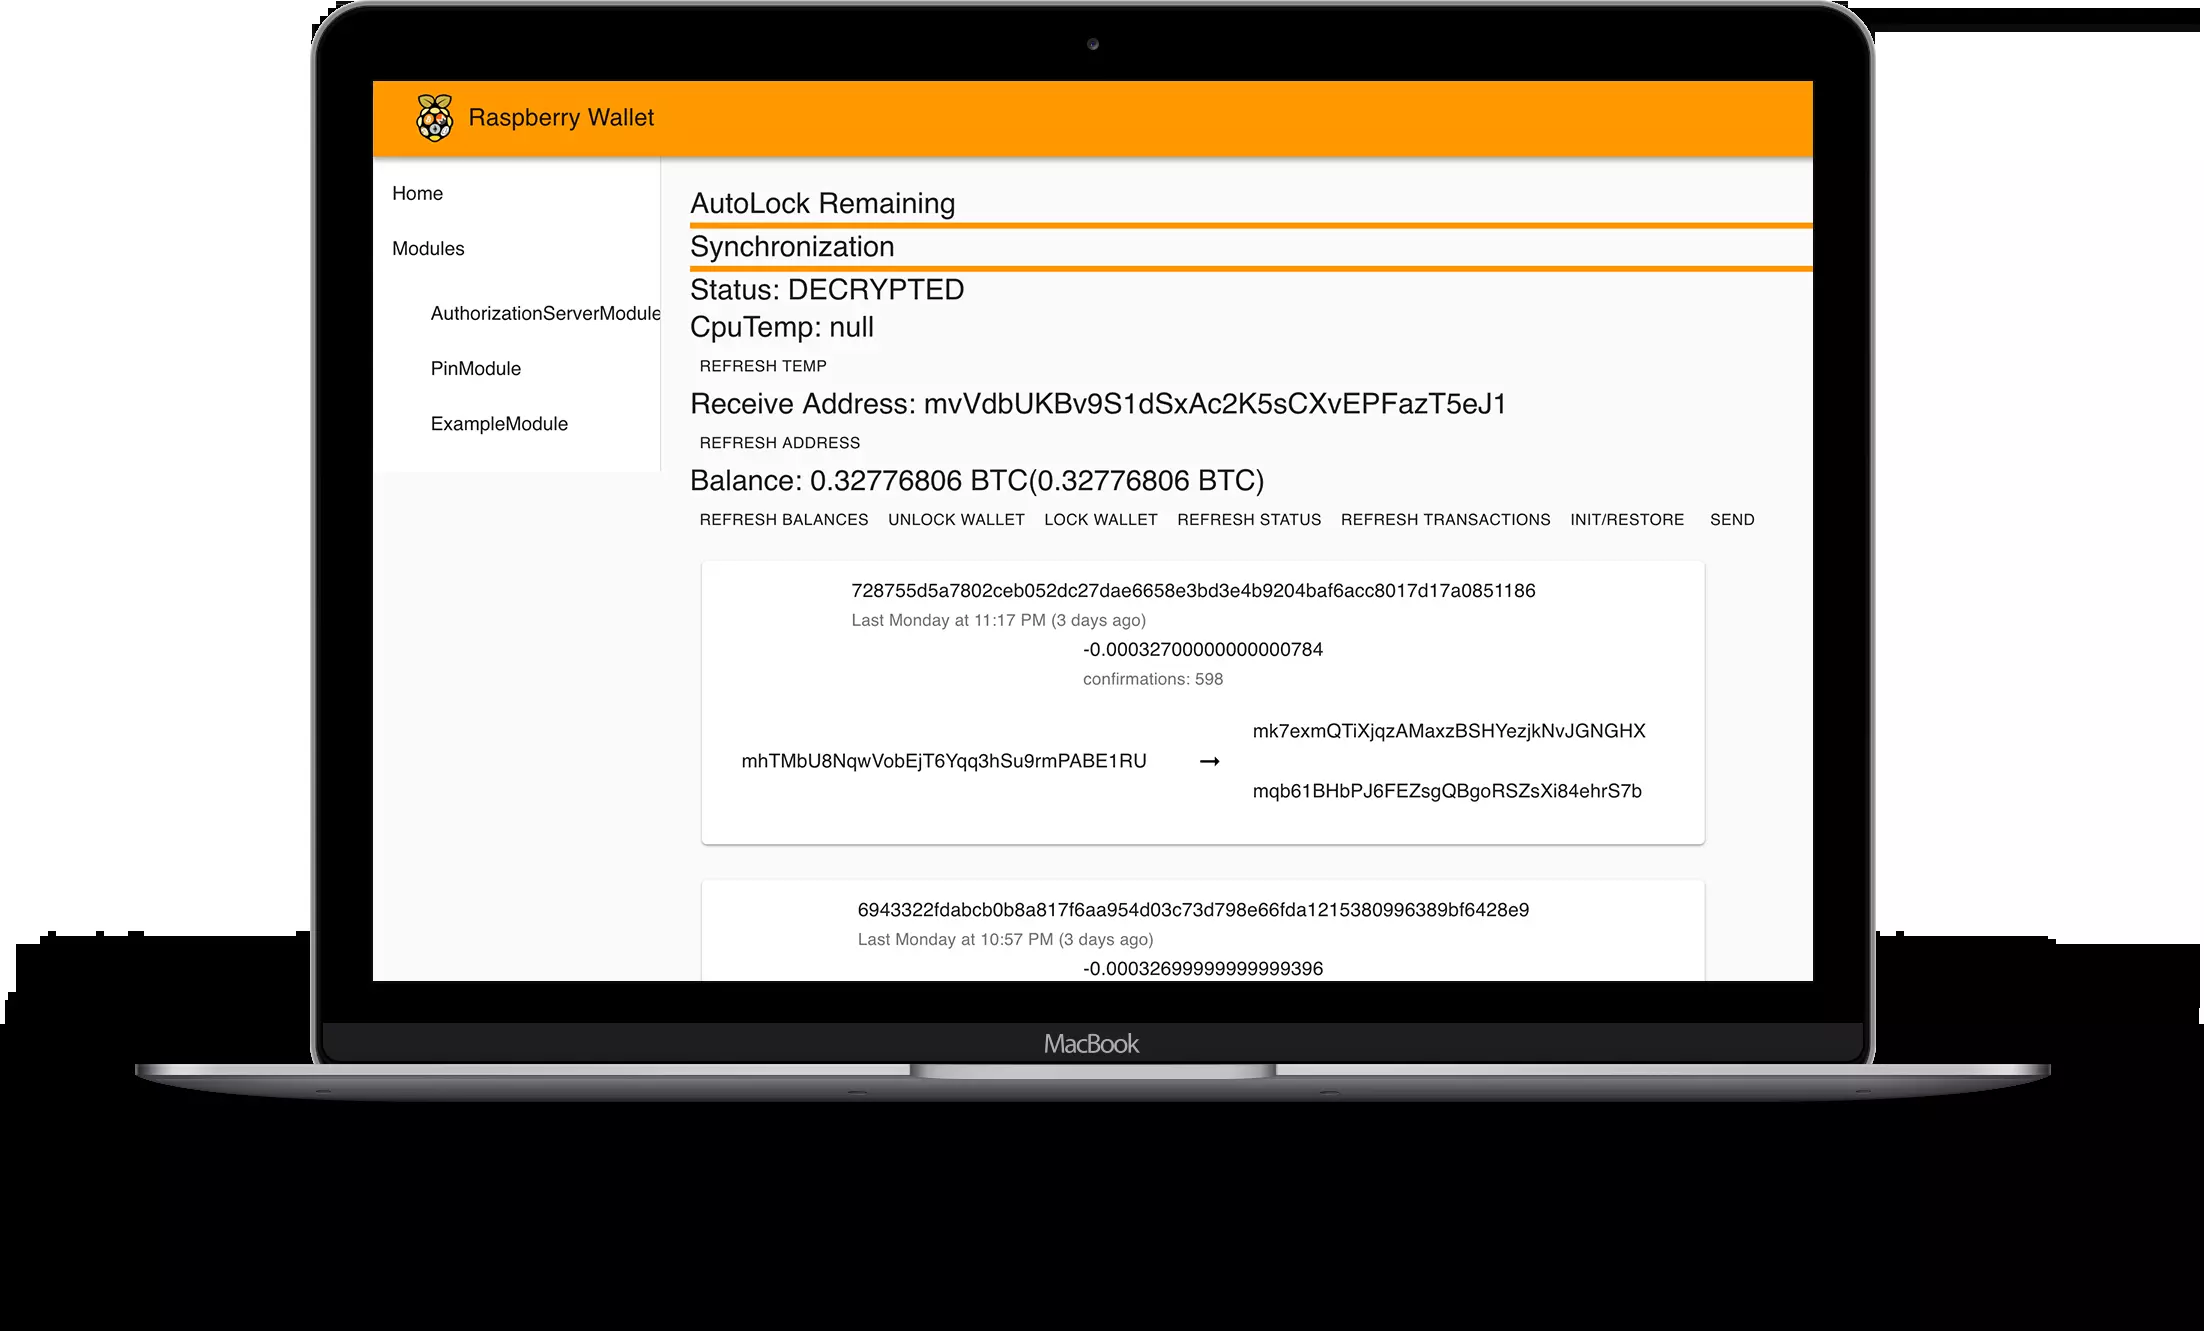 Raspberry Wallet
Home
Modules
AuthorizationServerModule
PinModule
ExampleModule
AutoLock Remaining
Synchronization
Status: DECRYPTED
CpuTemp: null
REFRESH TEMP
Receive Address: mvVdbUKBv9S1dSxAc2K5sCXvEPFazT5eJ1
REFRESH ADDRESS
Balance: 0.32776806 BTC(0.32776806 BTC)
REFRESH BALANCES UNLOCK WALLET LOCK WALLET REFRESH STATUS REFRESH TRANSACTIONS INIT/RESTORE SEND
728755d5a7802ceb052dc27dae6658e3bd3e4b9204baf6acc8017d17a0851186
Last Monday at 11:17 PM (3 days ago)
-0.00032700000000000784
confirmations: 598
mk7exmQTiXjqzAMaxzBSHYezjkNvJGNGHX
mhTMbU8NqwVobEjT6Yqq3hSu9rmPABE1RU →
mqb61BHbPJ6FEZsgQBgoRSZsXi84ehrS7b
6943322fdabcb0b8a817f6aa954d03c73d798e66fda1215380996389bf6428e9
Last Monday at 10:57 PM (3 days ago)
-0.00032699999999999396
MacBook